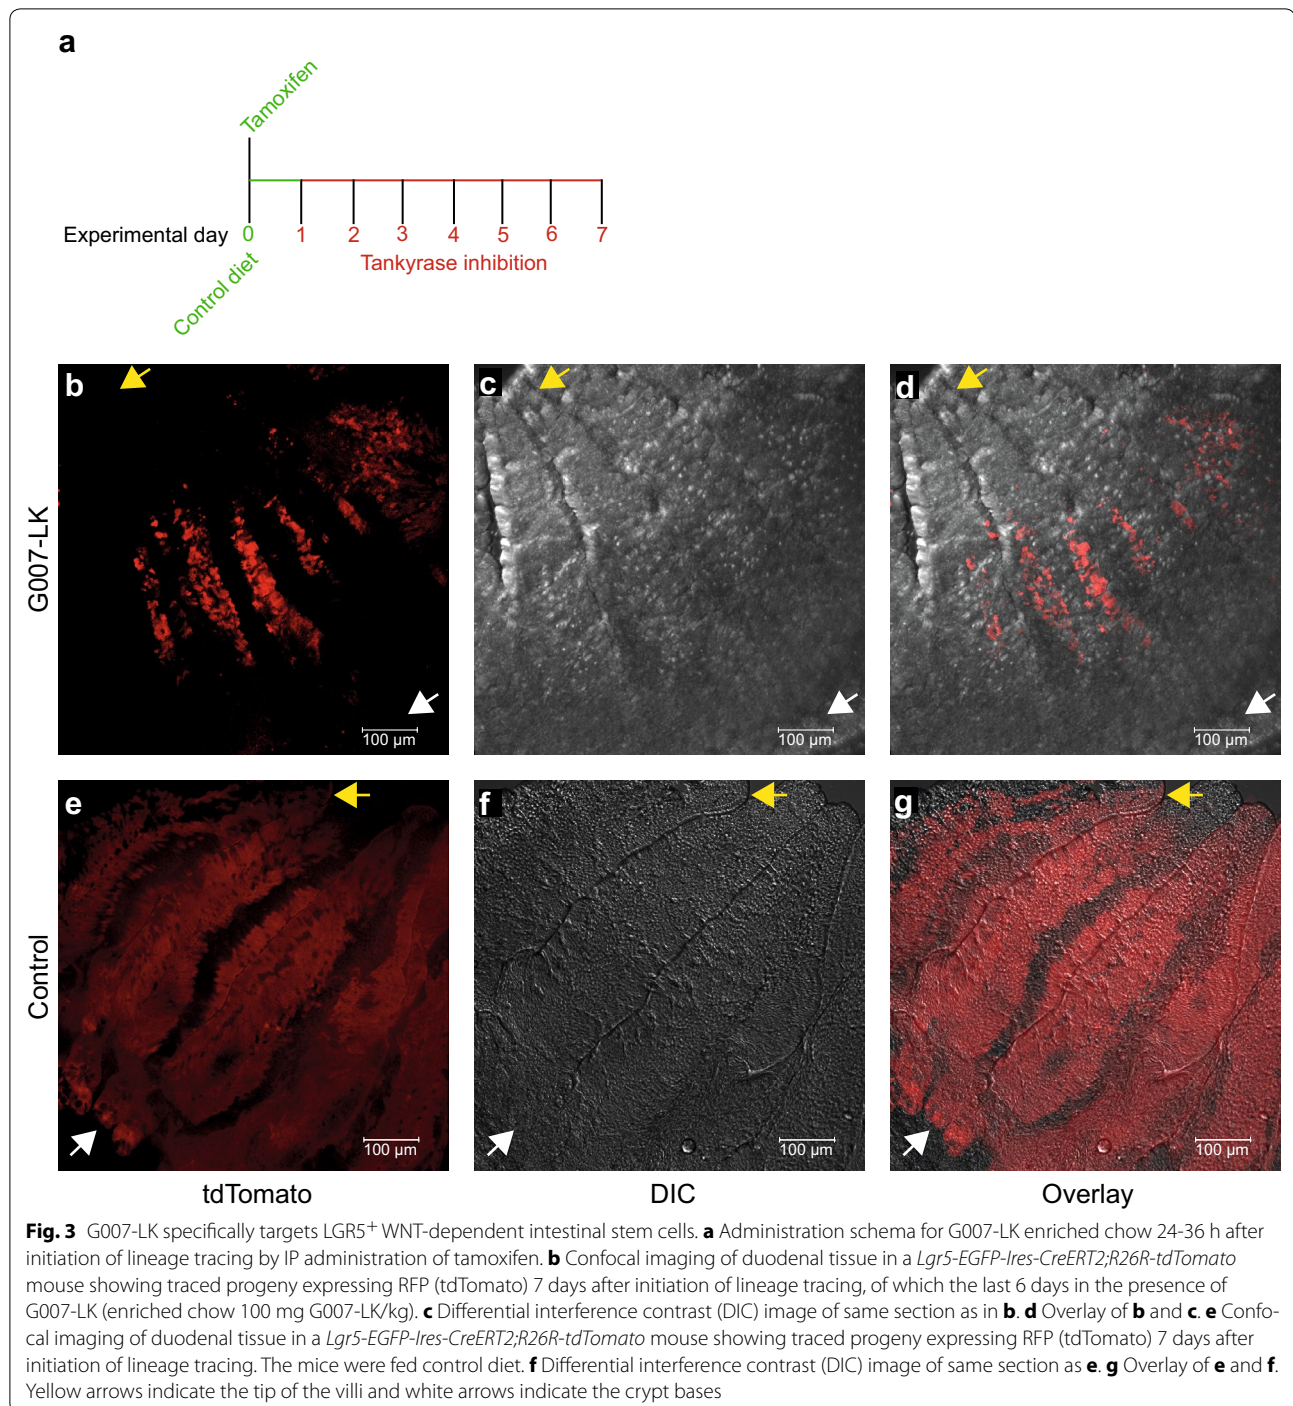 a
Tamoxifen
Experimental day 0 1 2 3 4 5 6 7
Control diet
Tankyrase inhibition
G007-LK
b
100 µm
c
100 µm
d
100 µm
Control
e
100 µm
f
100 µm
g
100 µm
tdTomato
DIC
Overlay
Fig. 3 G007-LK specifically targets LGR5+ WNT-dependent intestinal stem cells. a Administration schema for G007-LK enriched chow 24-36 h after
initiation of lineage tracing by IP administration of tamoxifen. b Confocal imaging of duodenal tissue in a Lgr5-EGFP-Ires-CreERT2;R26R-tdTomato
mouse showing traced progeny expressing RFP (tdTomato) 7 days after initiation of lineage tracing, of which the last 6 days in the presence of
G007-LK (enriched chow 100 mg G007-LK/kg). c Differential interference contrast (DIC) image of same section as in b. d Overlay of b and c. e Confo-
cal imaging of duodenal tissue in a Lgr5-EGFP-Ires-CreERT2;R26R-tdTomato mouse showing traced progeny expressing RFP (tdTomato) 7 days after
initiation of lineage tracing. The mice were fed control diet. f Differential interference contrast (DIC) image of same section as e. g Overlay of e and f.
Yellow arrows indicate the tip of the villi and white arrows indicate the crypt bases